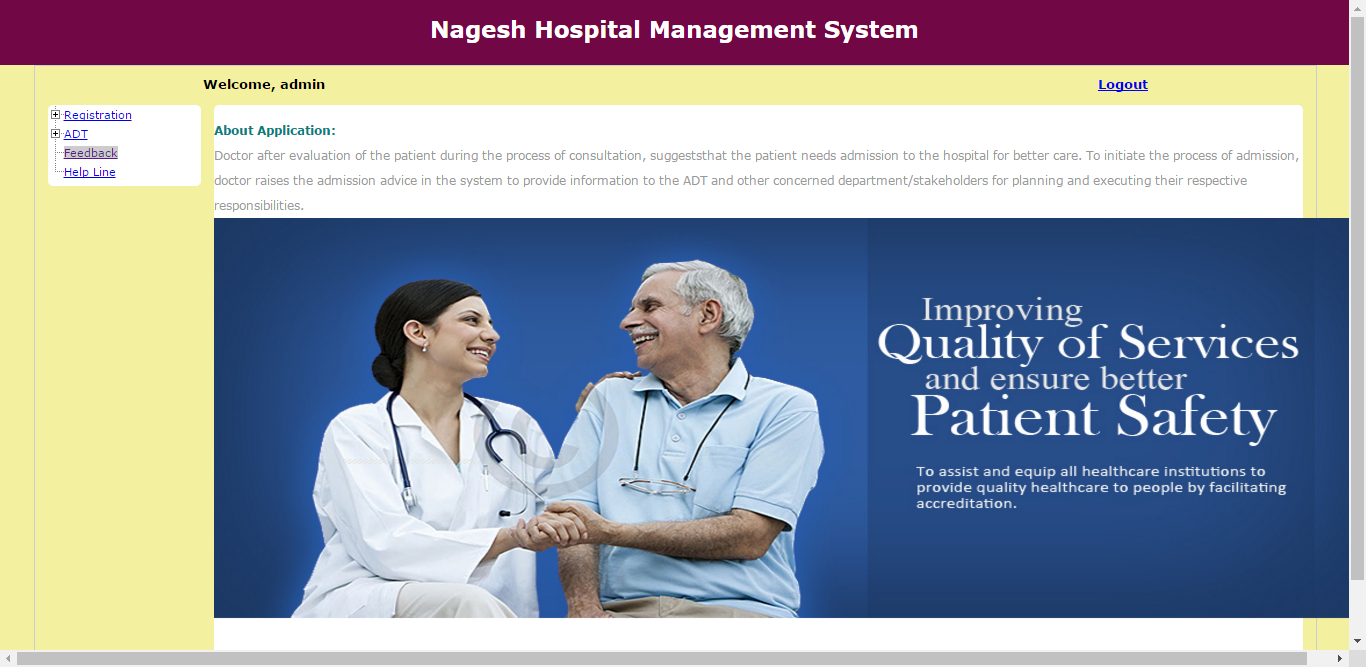 Nagesh Hospital Management System
Welcome, admin
Logout
Registration
ADT
Feedback
Help Line
About Application:
Doctor after evaluation of the patient during the process of consultation, suggeststhat the patient needs admission to the hospital for better care. To initiate the process of admission,
doctor raises the admission advice in the system to provide information to the ADT and other concerned department/stakeholders for planning and executing their respective
responsibilities.
Improving
Quality of Services
and ensure better
Patient Safety
To assist and equip all healthcare institutions to
provide quality healthcare to people by facilitating
accreditation.